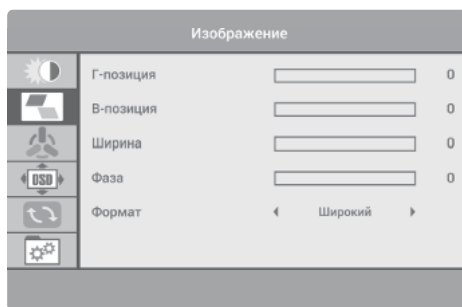 Изображение
Г-позиция 0
В-позиция 0
Ширина 0
Фаза 0
OSD
Формат Широкий